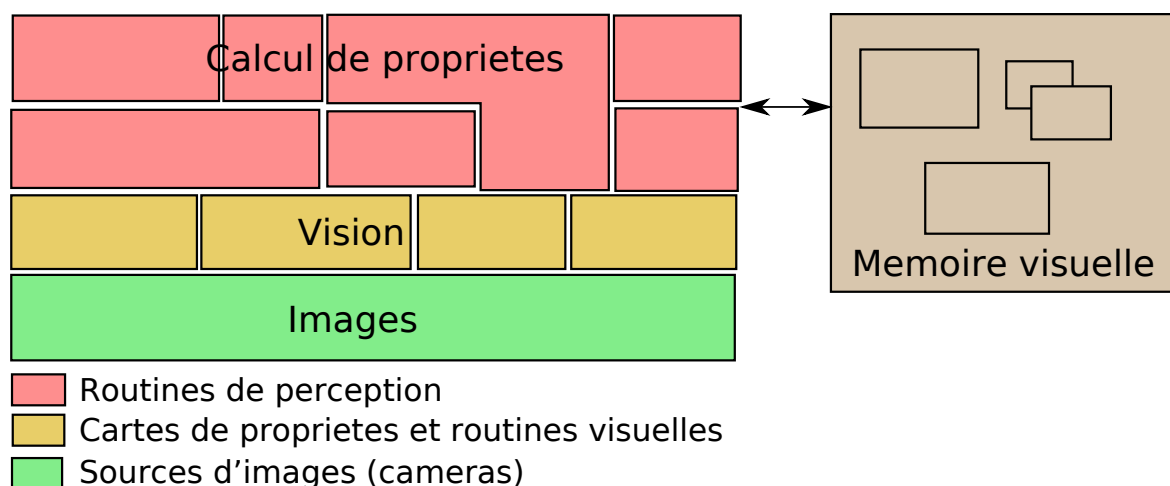 Calcul de proprietes
Vision
Images
Memoire visuelle
Routines de perception
Cartes de proprietes et routines visuelles
Sources d'images (cameras)